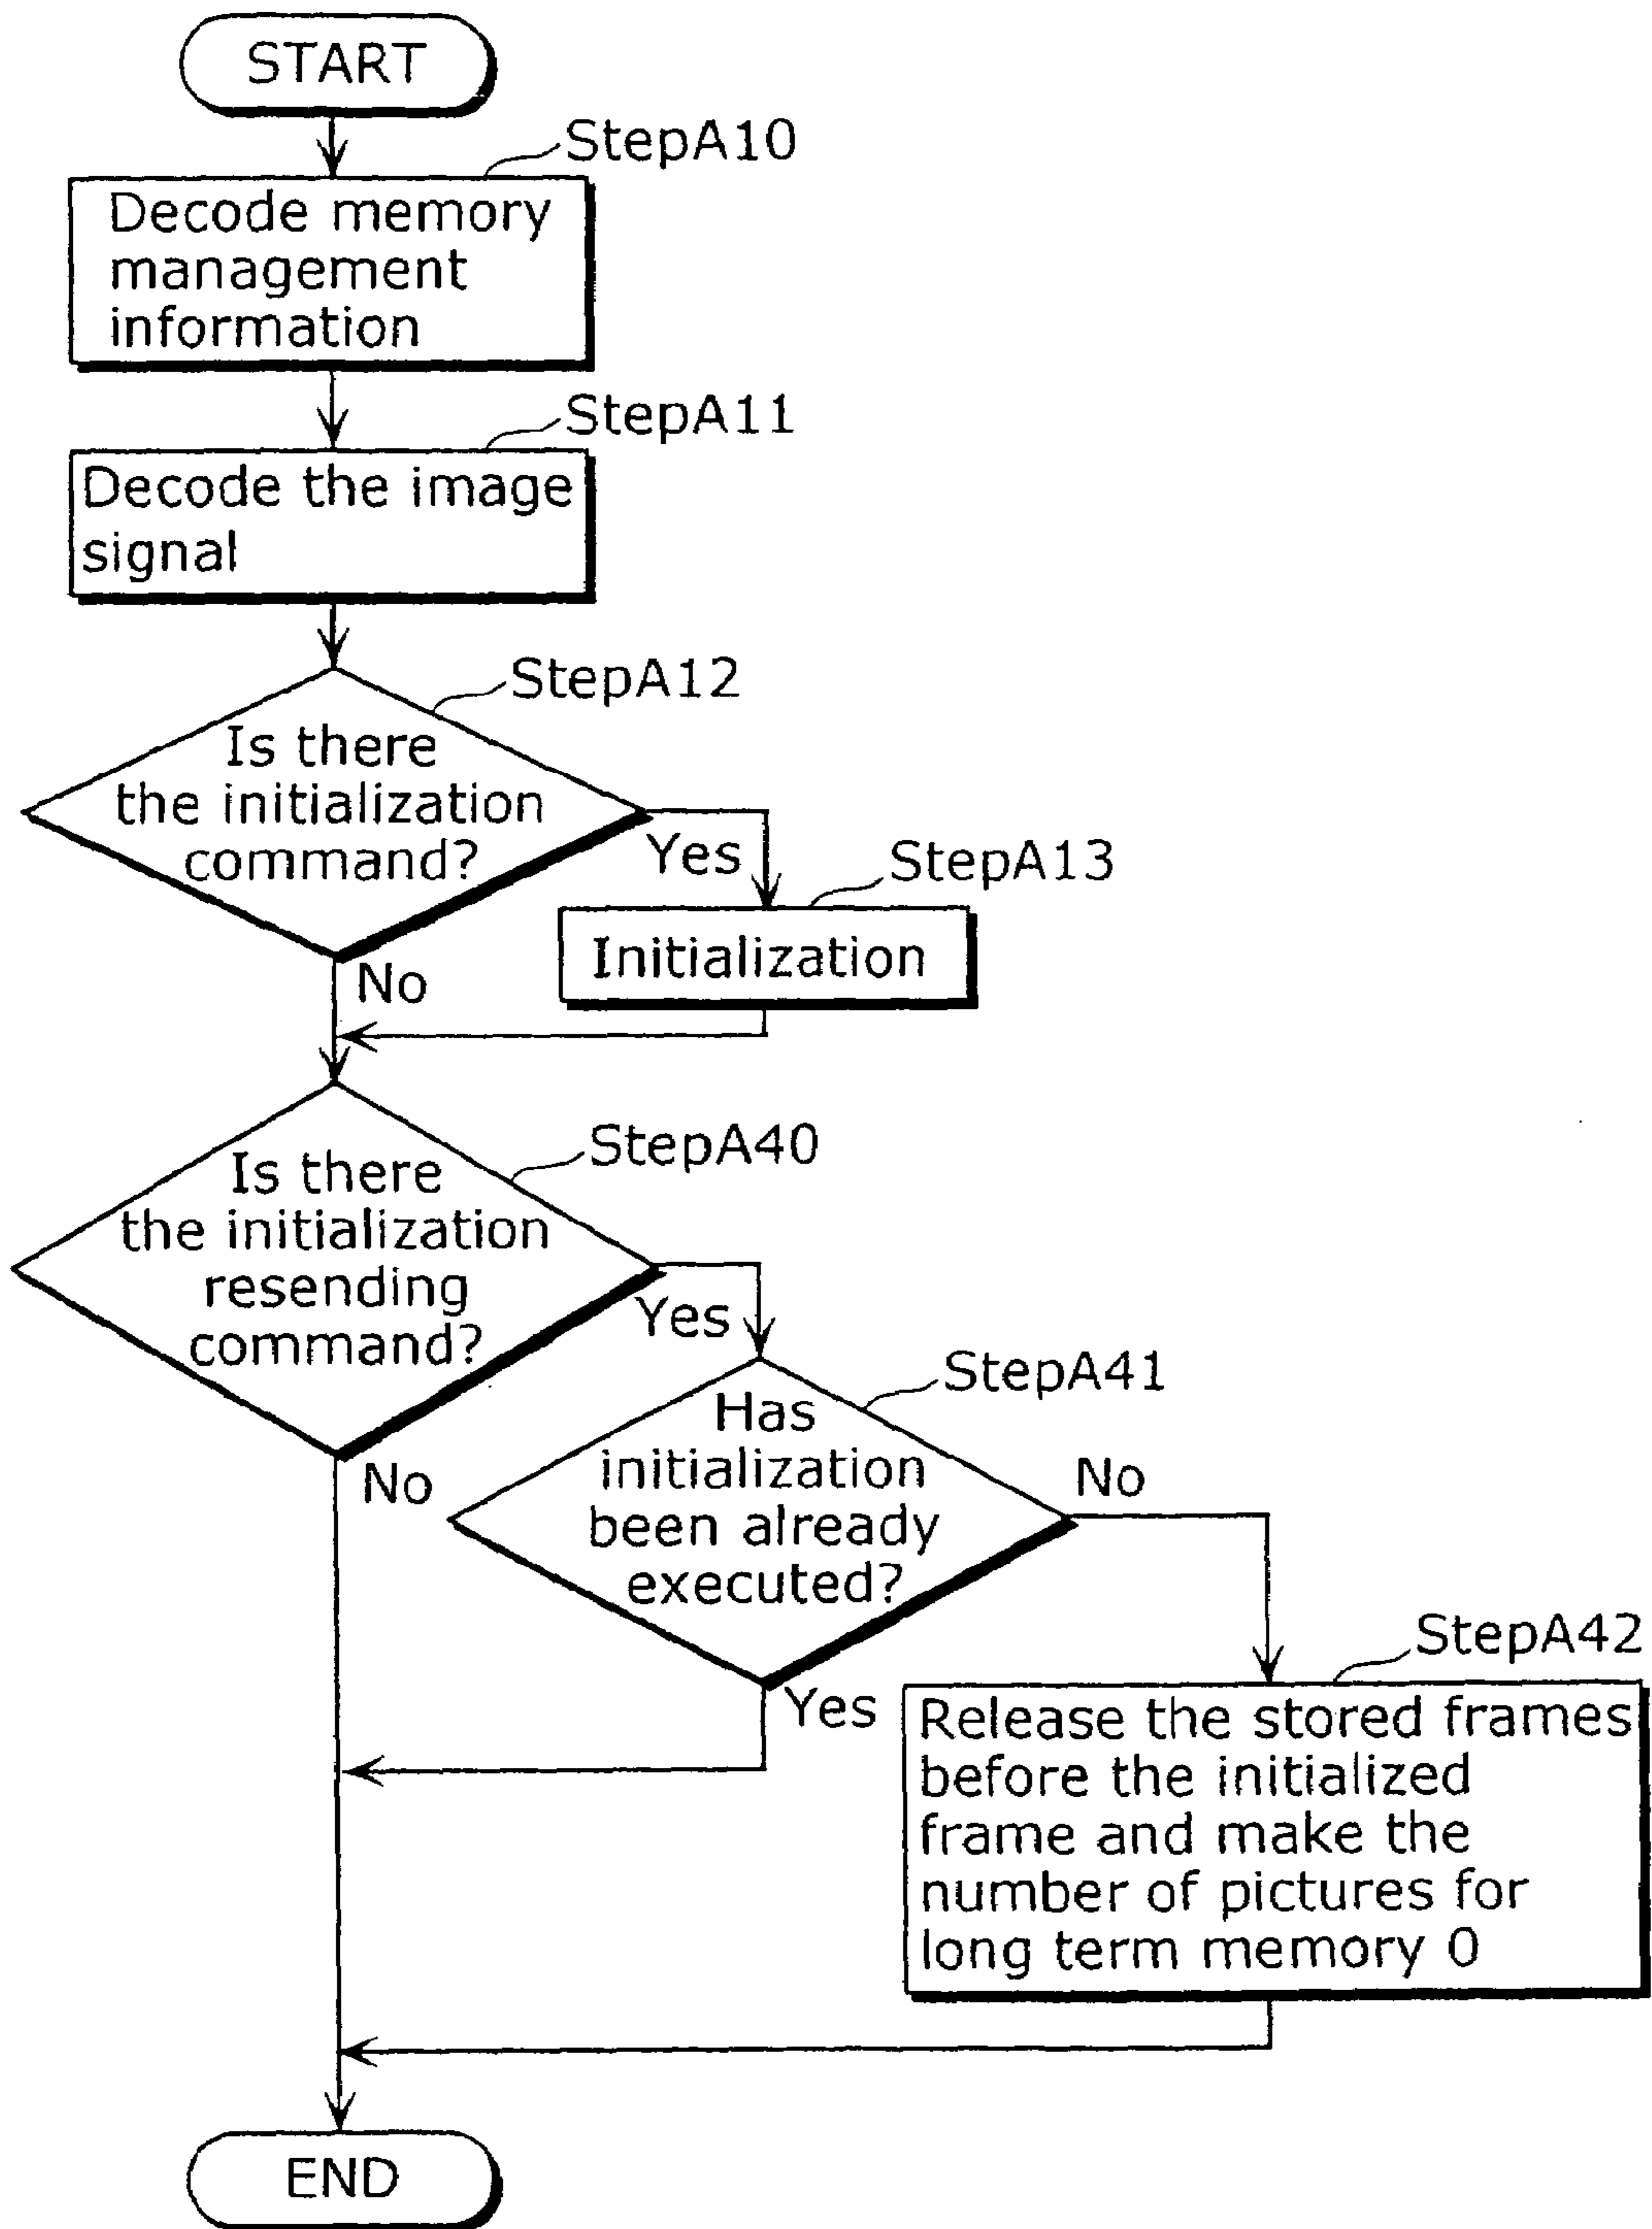 START
StepA10
Decode memory
management
information
StepA11
Decode the image
signal
StepA12
Is there
the initialization
command?
Yes
StepA13
Initialization
No
StepA40
Is there
the initialization
resending
command?
Yes
StepA41
Has
initialization
been already
executed?
No
No
StepA42
Yes
Release the stored frames
before the initialized
frame and make the
number of pictures for
long term memory 0
END